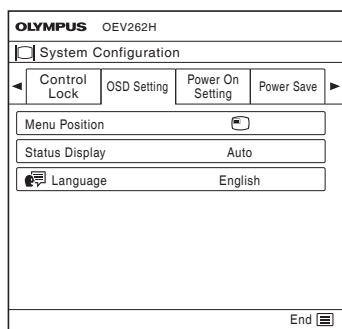 OLYMPUS OEV262H
System Configuration
Control Lock OSD Setting Power On Setting Power Save
Menu Position
Status Display Auto
Language English
End